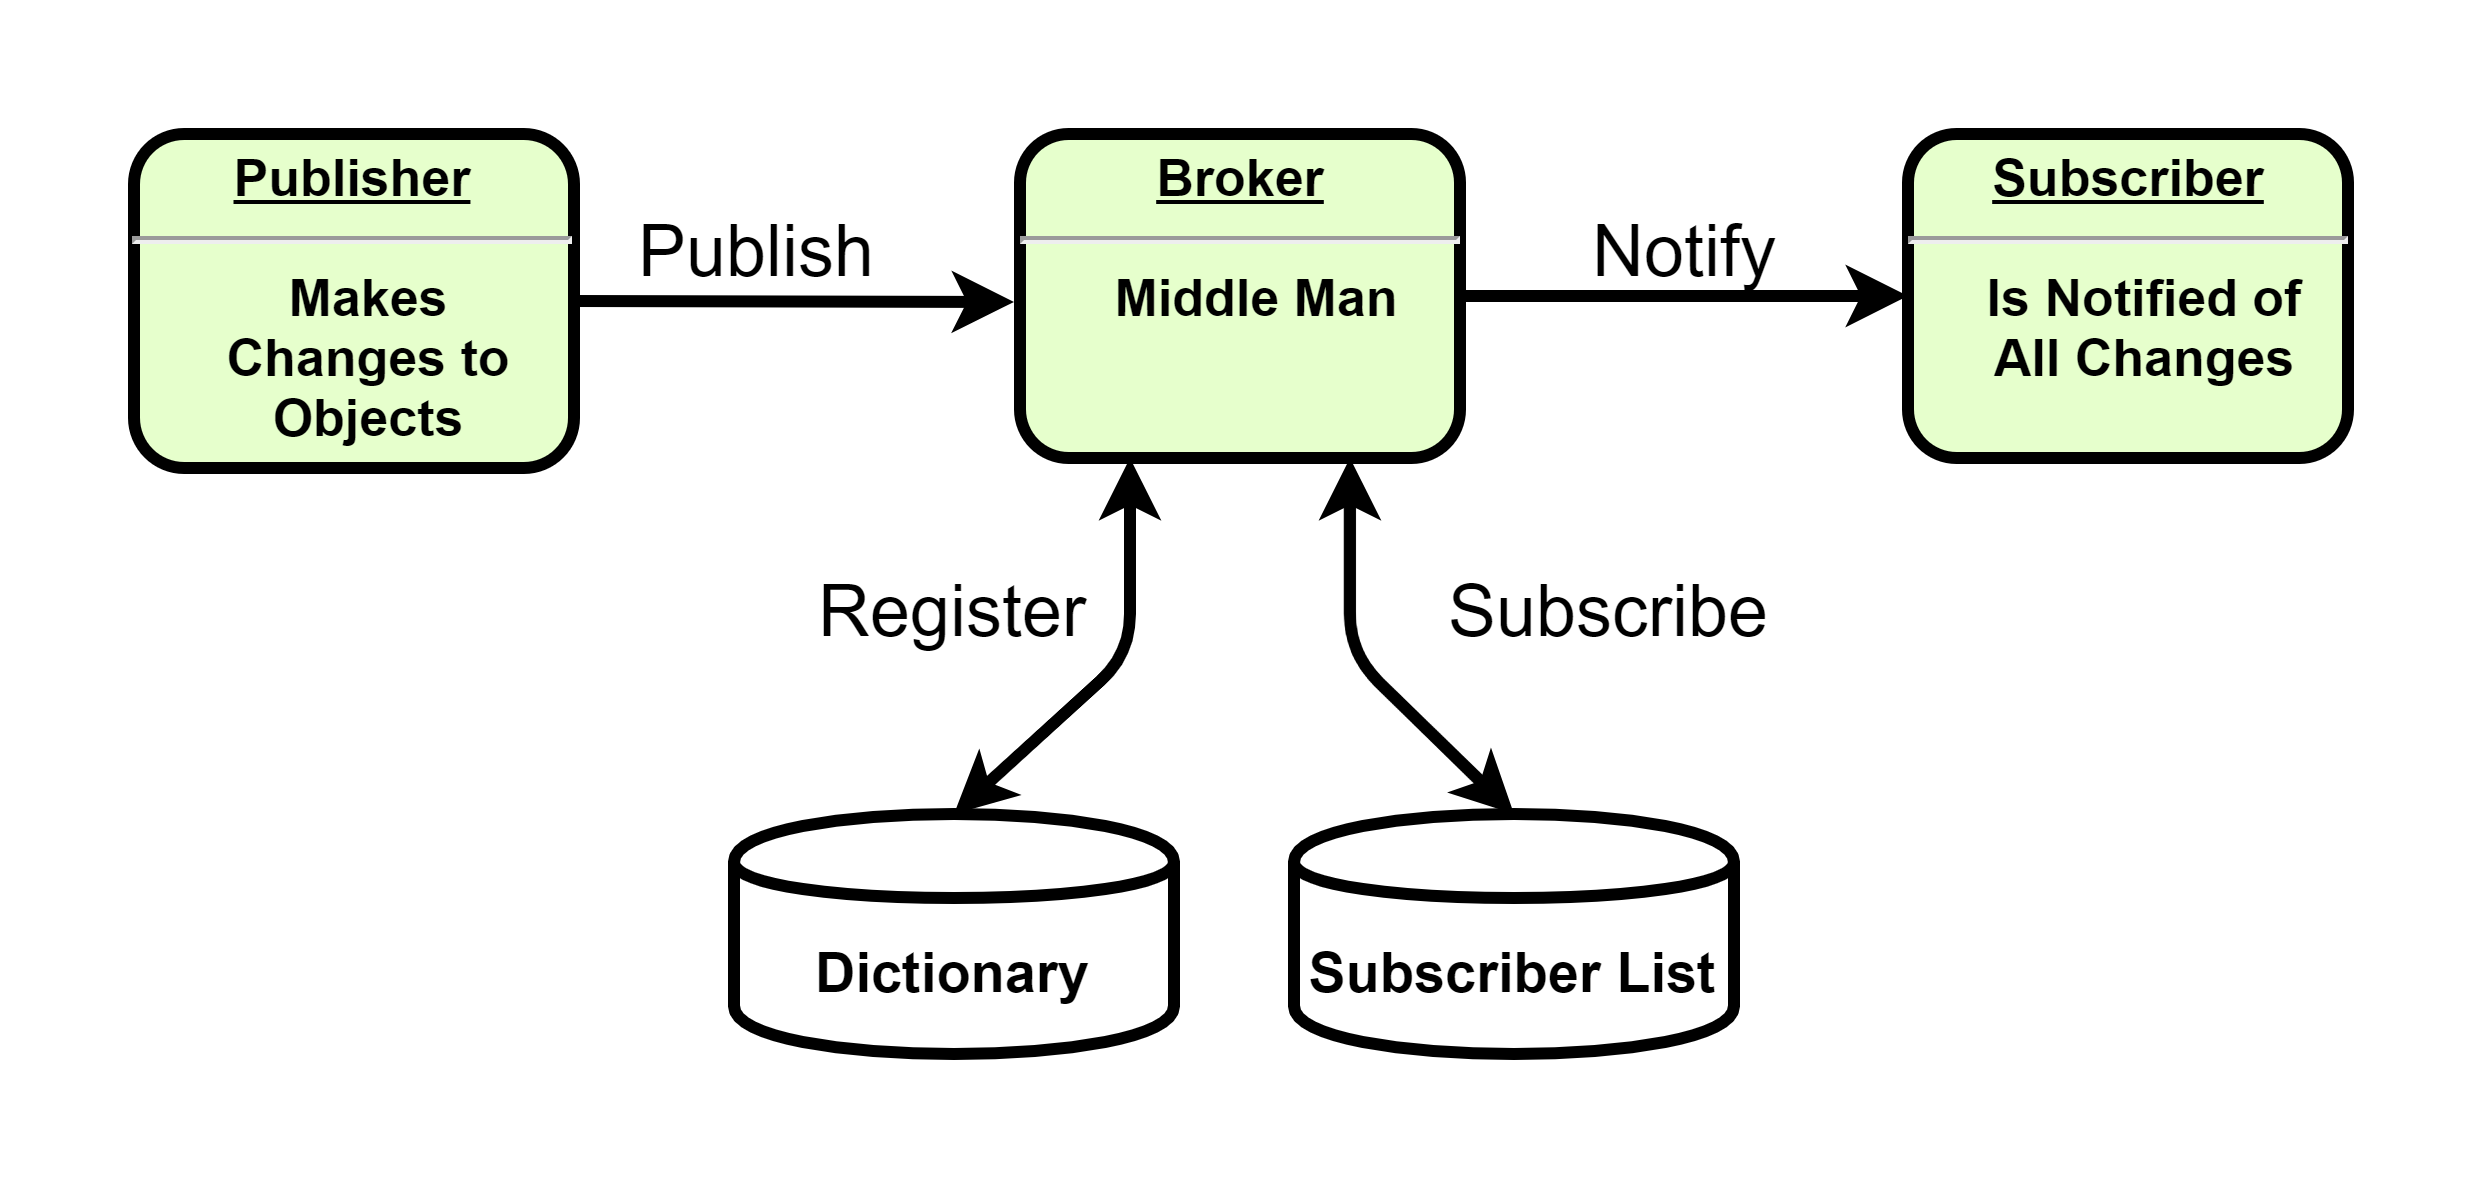 Publisher
Makes
Changes to
Objects
Publish
Broker
Middle Man
Notify
Subscriber
Is Notified of
All Changes
Register
Subscribe
Dictionary
Subscriber List